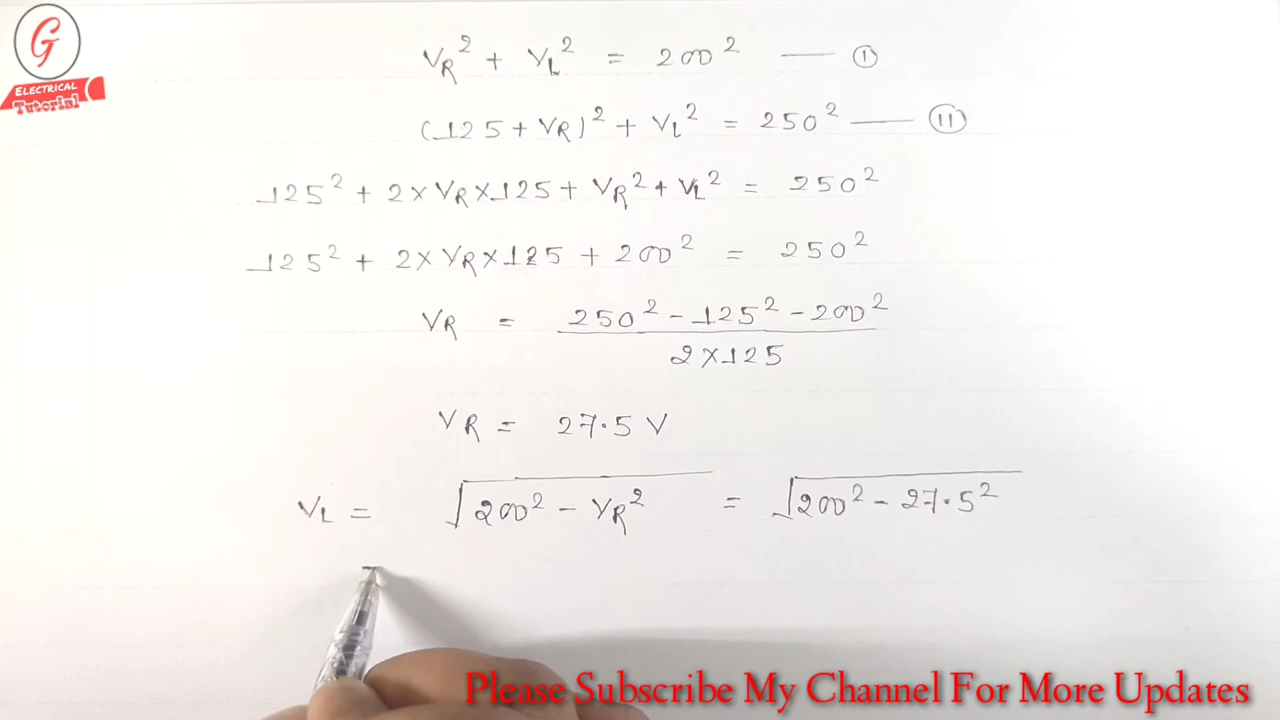 G
ELECTRICAL
Tutorial
VR² + VL² = 200² — I
(125 + VR)² + VL² = 250² — II
125² + 2 × VR × 125 + VR² + VL² = 250²
125² + 2 × VR × 125 + 200² = 250²
VR = (250² - 125² - 200²) / (2 × 125)
VR = 27.5 V
VL = √(200² - VR²) = √(200² - 27.5²)
Please Subscribe My Channel For More Updates